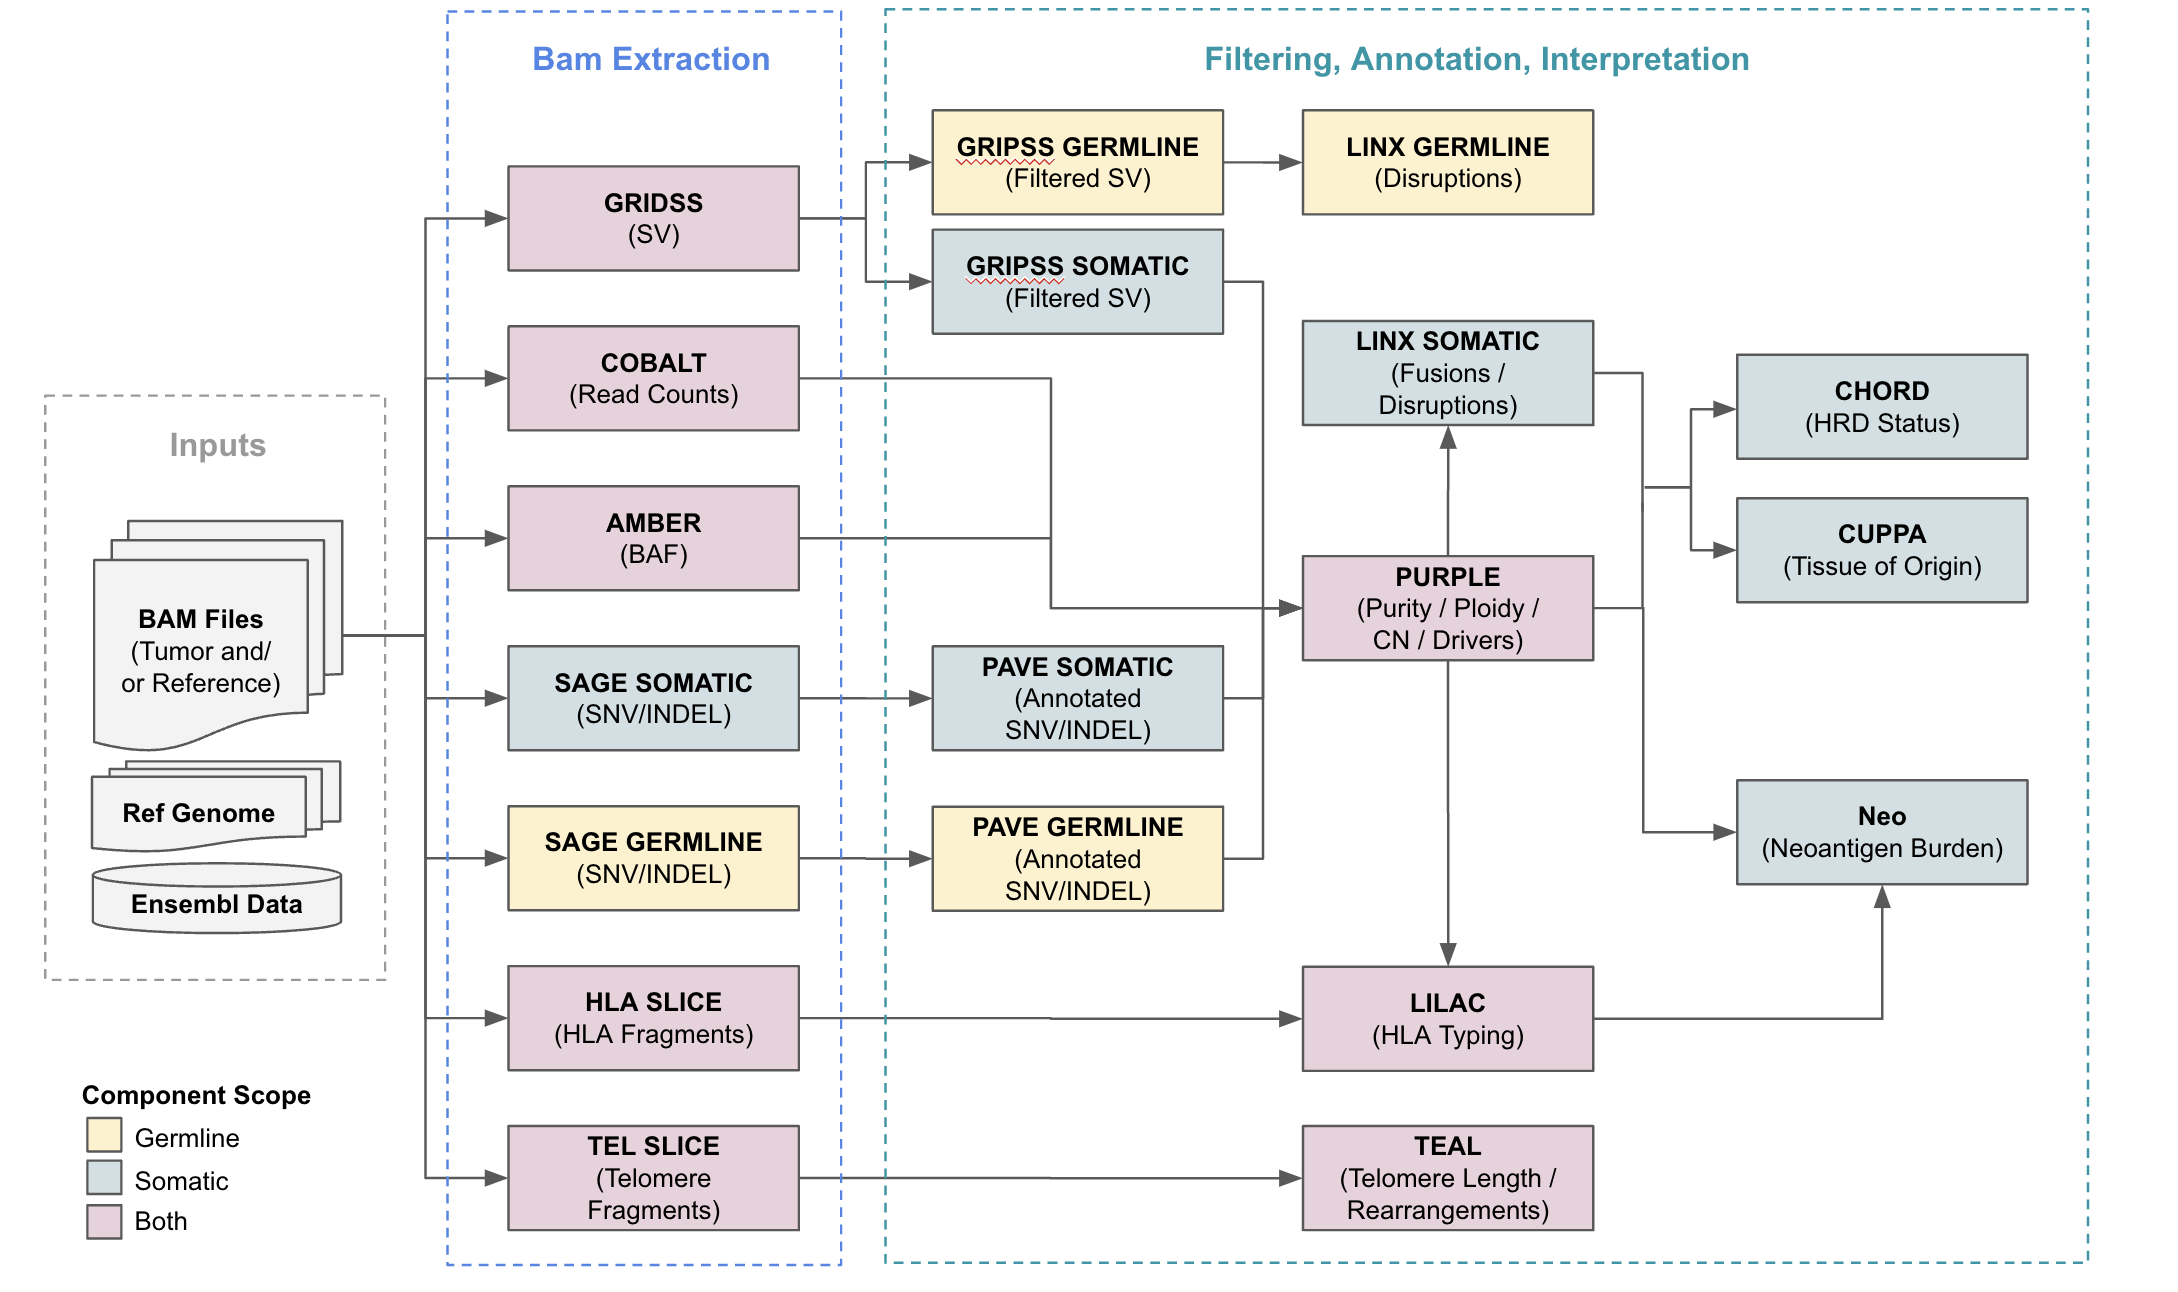 Bam Extraction
Filtering, Annotation, Interpretation
Inputs
BAM Files
(Tumor and/
or Reference)
Ref Genome
Ensembl Data
GRIDSS
(SV)
COBALT
(Read Counts)
AMBER
(BAF)
SAGE SOMATIC
(SNV/INDEL)
SAGE GERMLINE
(SNV/INDEL)
HLA SLICE
(HLA Fragments)
TEL SLICE
(Telomere
Fragments)
GRIPSS GERMLINE
(Filtered SV)
GRIPSS SOMATIC
(Filtered SV)
PAVE SOMATIC
(Annotated
SNV/INDEL)
PAVE GERMLINE
(Annotated
SNV/INDEL)
LINX GERMLINE
(Disruptions)
LINX SOMATIC
(Fusions /
Disruptions)
PURPLE
(Purity / Ploidy /
CN / Drivers)
LILAC
(HLA Typing)
TEAL
(Telomere Length /
Rearrangements)
CHORD
(HRD Status)
CUPPA
(Tissue of Origin)
Neo
(Neoantigen Burden)
Component Scope
Germline
Somatic
Both